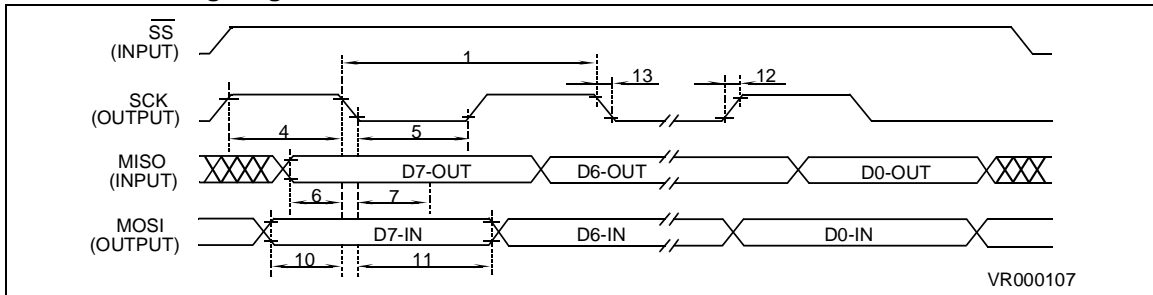 SS
(INPUT)
1
13
12
SCK
(OUTPUT)
4
5
MISO
(INPUT)
D7-OUT
D6-OUT
D0-OUT
6
7
MOSI
(OUTPUT)
D7-IN
D6-IN
D0-IN
10
11
VR000107